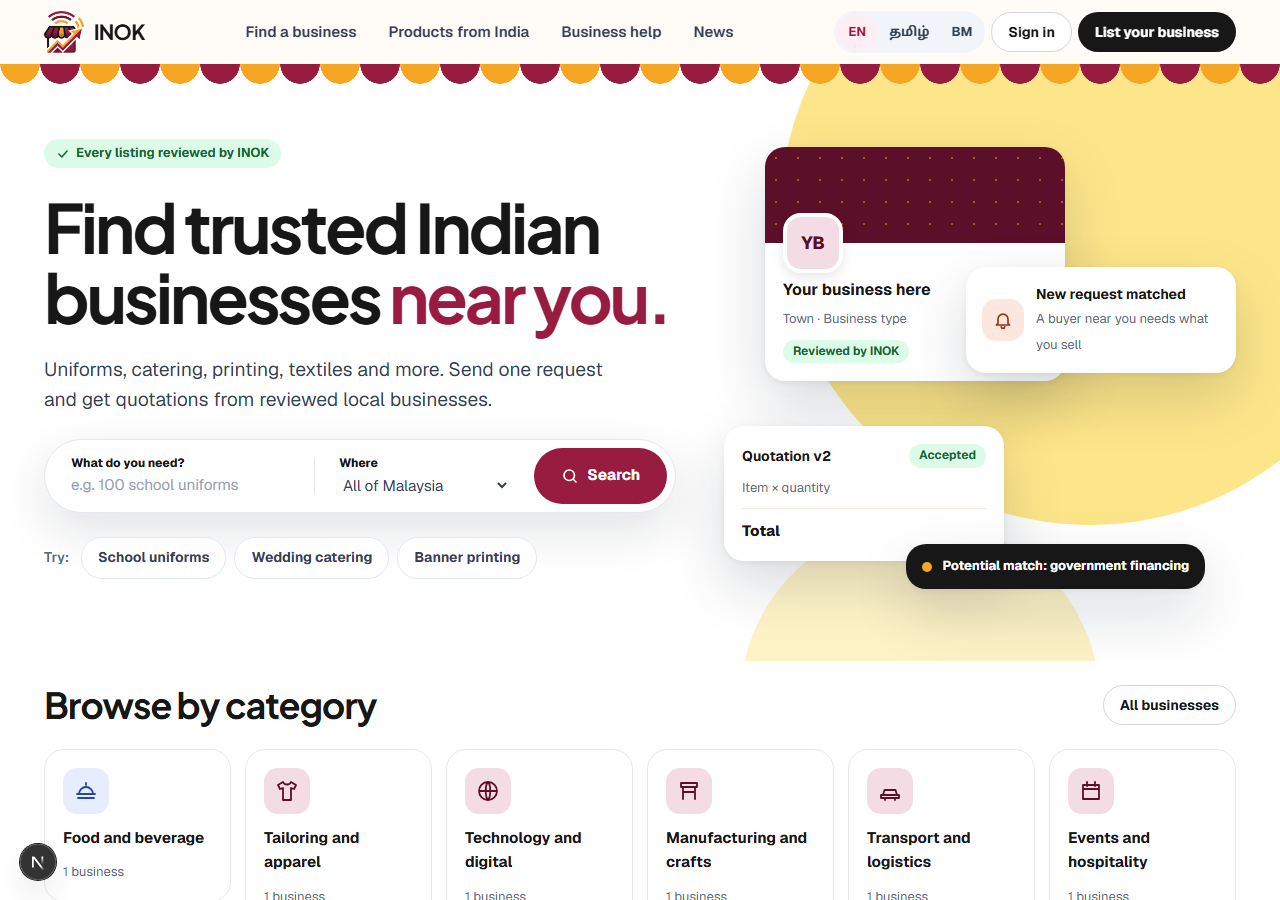 INOK
Find a business
Products from India
Business help
News
EN
தமிழ்
BM
Sign in
List your business
Every listing reviewed by INOK
Find trusted Indian
businesses near you.
Uniforms, catering, printing, textiles and more. Send one request
and get quotations from reviewed local businesses.
What do you need?
e.g. 100 school uniforms
Where
All of Malaysia
Search
Try:
School uniforms
Wedding catering
Banner printing
YB
Your business here
Town · Business type
Reviewed by INOK
New request matched
A buyer near you needs what
you sell
Quotation v2
Accepted
Item × quantity
Total
Potential match: government financing
Browse by category
All businesses
Food and beverage
1 business
Tailoring and
apparel
1 business
Technology and
digital
1 business
Manufacturing and
crafts
1 business
Transport and
logistics
1 business
Events and
hospitality
1 business
N